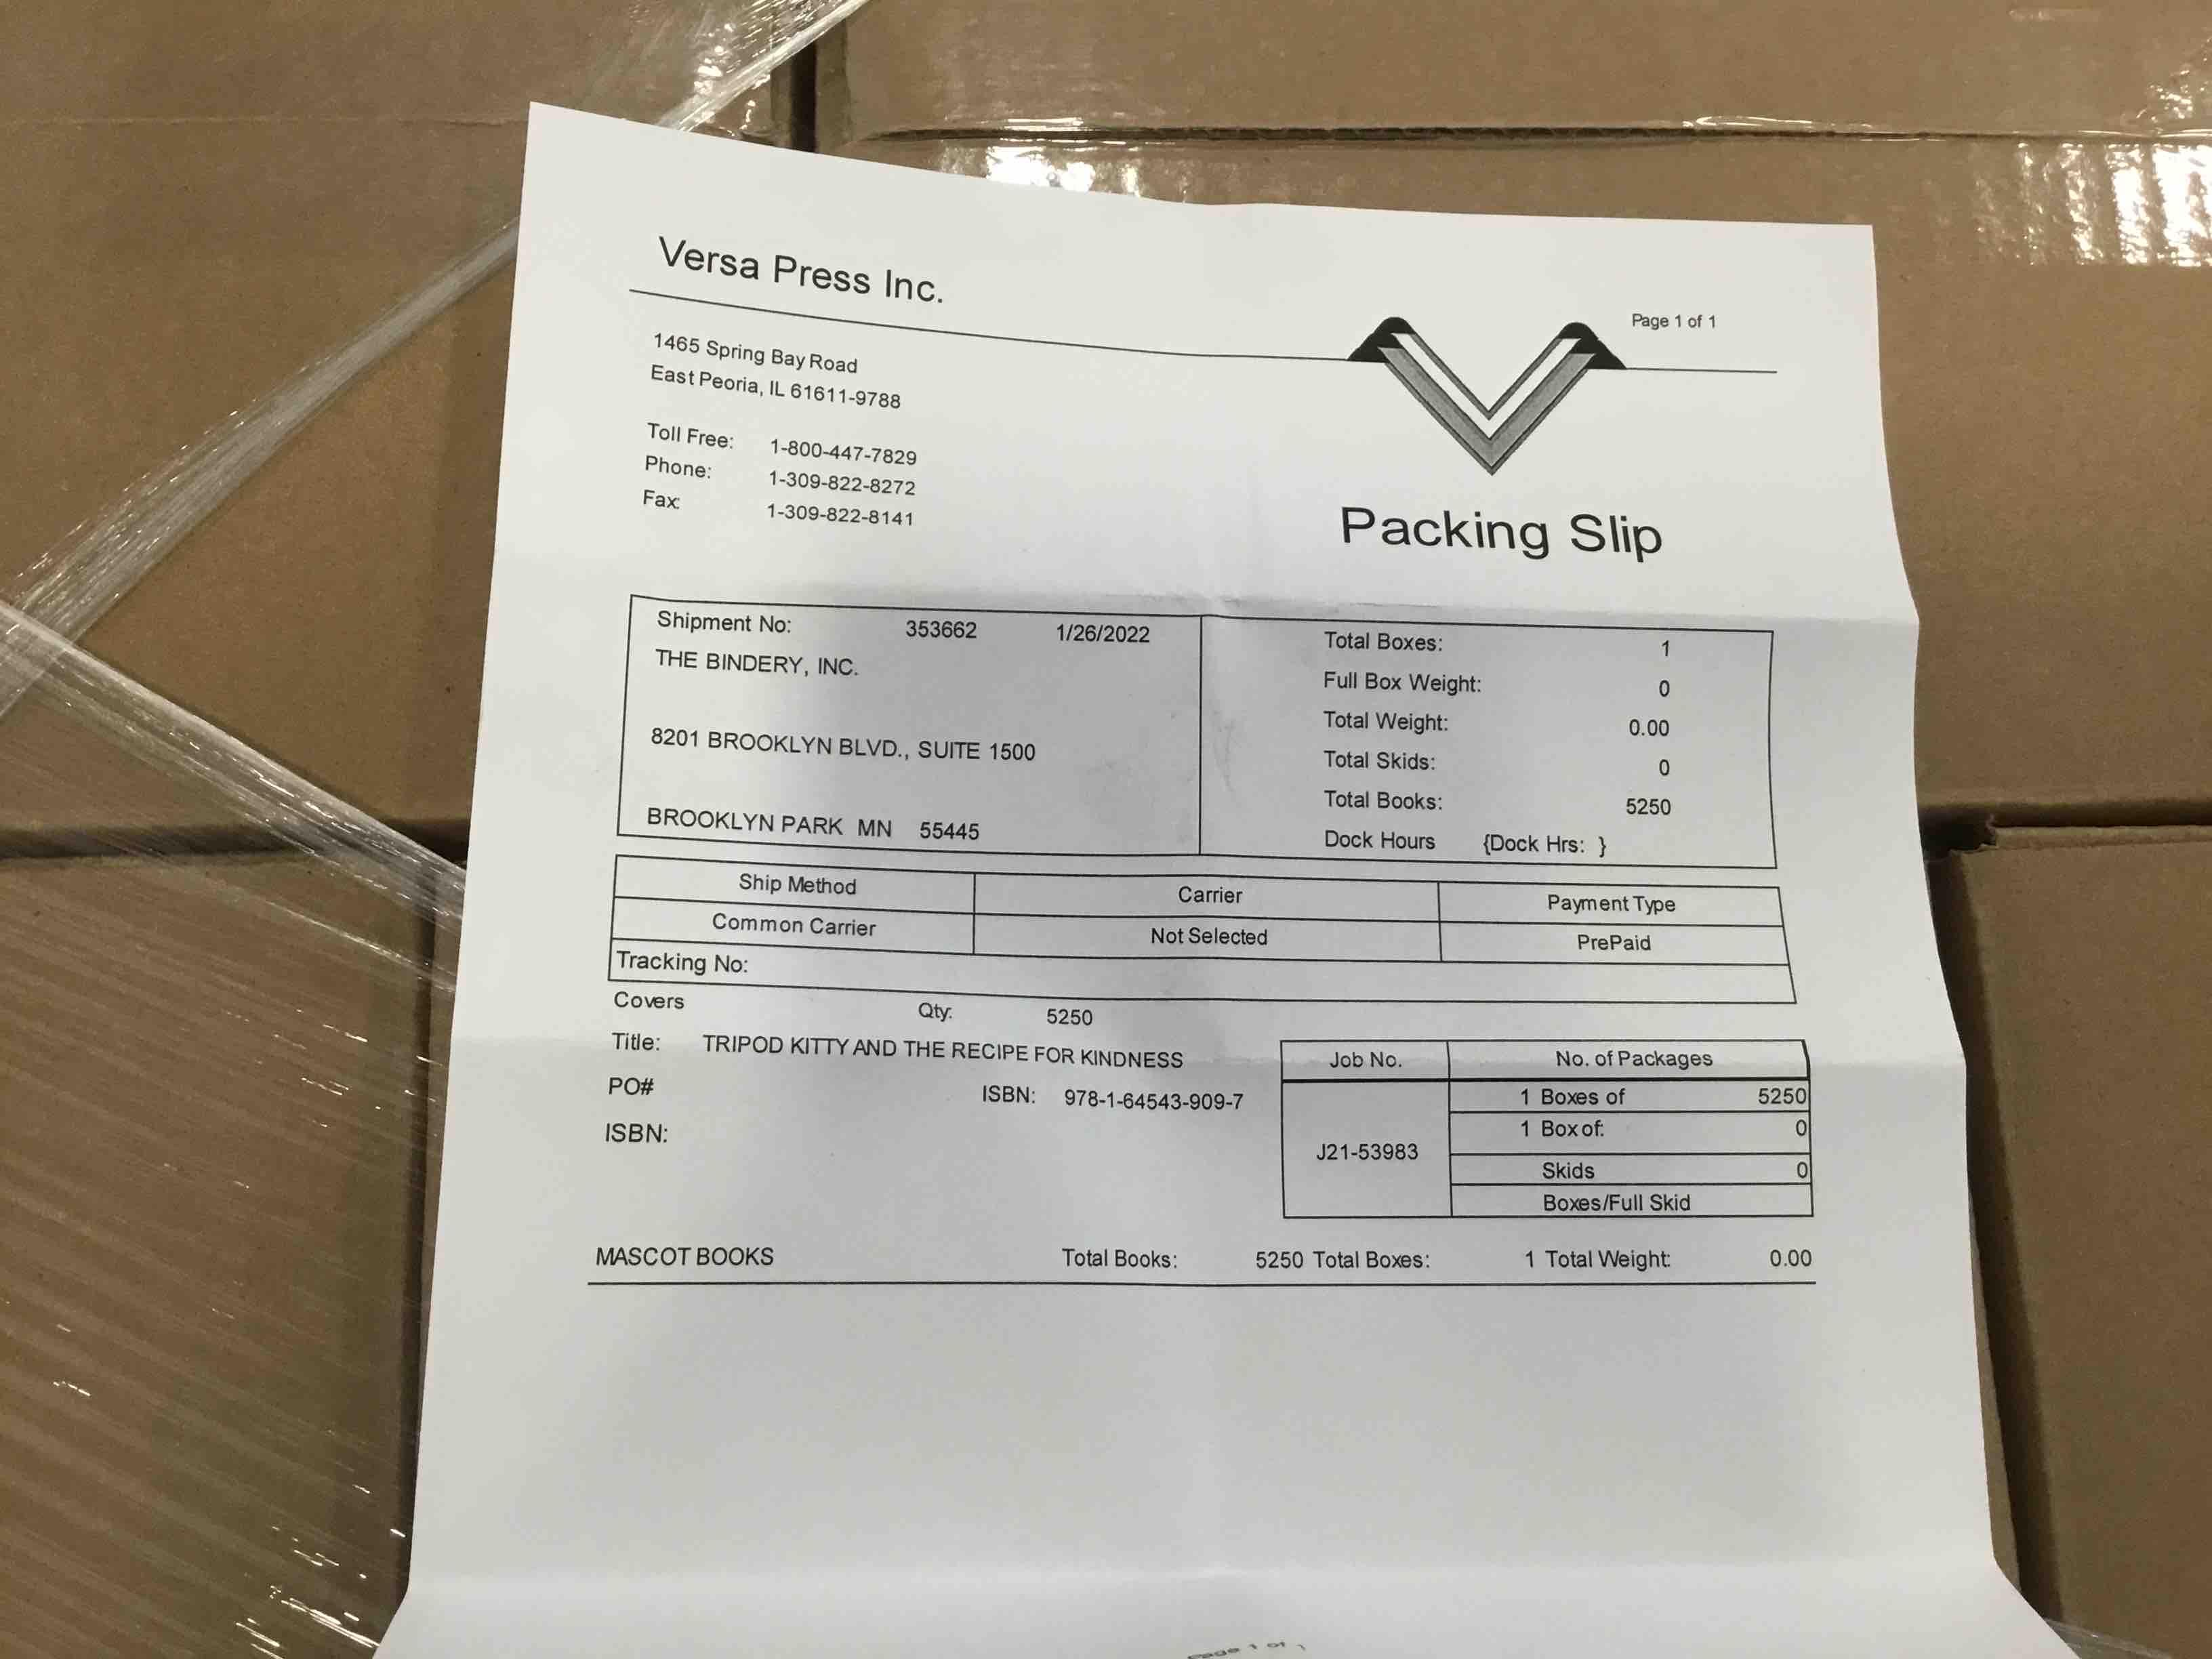 Versa Press Inc.
Page 1 of 1
1465 Spring Bay Road
East Peoria, IL 61611-9788
Toll Free: 1-800-447-7829
Phone: 1-309-822-8272
Fax: 1-309-822-8141
Packing Slip
Shipment No: 353662 1/26/2022
THE BINDERY, INC.
8201 BROOKLYN BLVD., SUITE 1500
BROOKLYN PARK MN 55445
Total Boxes: 1
Full Box Weight: 0
Total Weight: 0.00
Total Skids: 0
Total Books: 5250
Dock Hours {Dock Hrs: }
Ship Method Carrier Payment Type
Common Carrier Not Selected PrePaid
Tracking No:
Covers Qty: 5250
Title: TRIPOD KITTY AND THE RECIPE FOR KINDNESS
PO# ISBN: 978-1-64543-909-7
ISBN:
Job No. No. of Packages
J21-53983
1 Boxes of 5250
1 Box of: 0
Skids 0
Boxes/Full Skid
MASCOT BOOKS Total Books: 5250 Total Boxes: 1 Total Weight: 0.00
Page 1 of 1